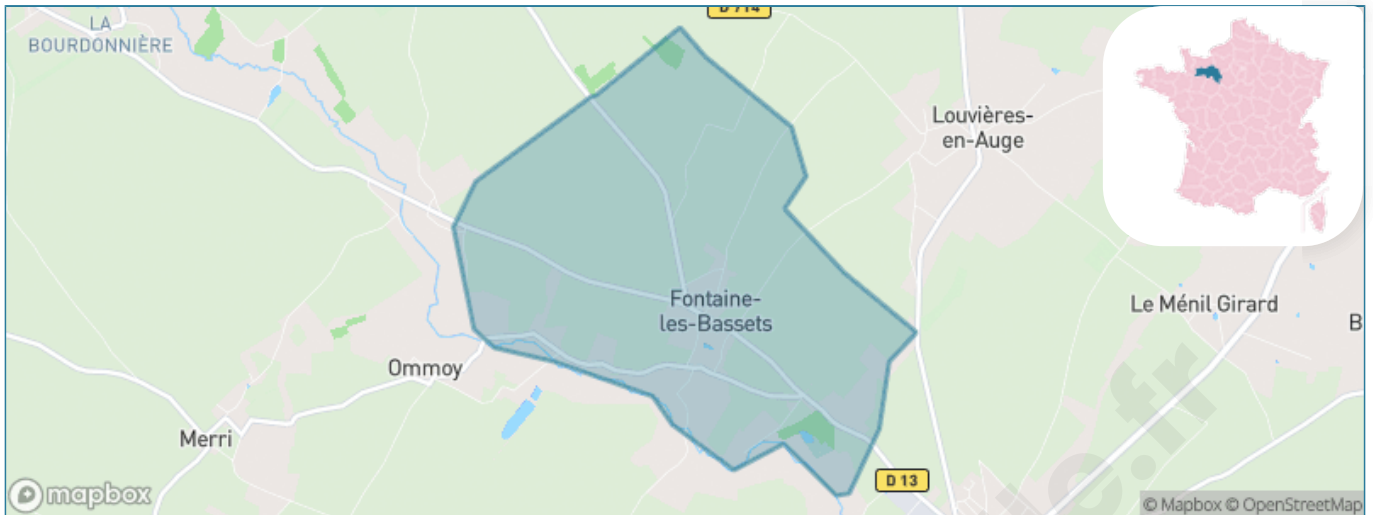 D 714
LA
BOURDONNIÈRE
Louvières-
en-Auge
Fontaine-
les-Bassets
Le Ménil Girard
B
Ommoy
Merri
D 13
mapbox
© Mapbox © OpenStreetMap